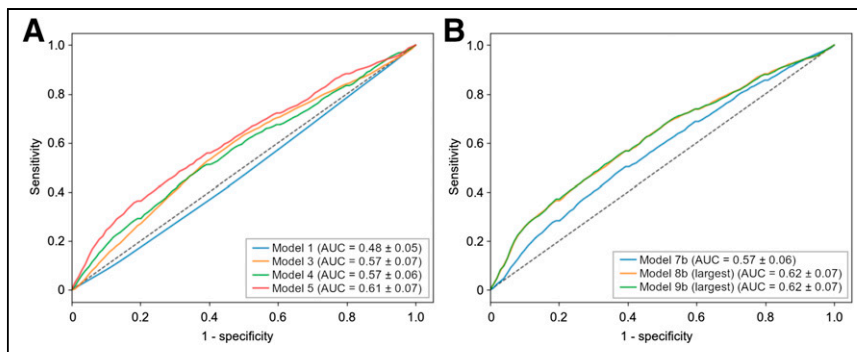 A
1.0
0.8
0.6
0.4
0.2
0
Sensitivity
Model 1 (AUC = 0.48 ± 0.05)
Model 3 (AUC = 0.57 ± 0.07)
Model 4 (AUC = 0.57 ± 0.06)
Model 5 (AUC = 0.61 ± 0.07)
0 0.2 0.4 0.6 0.8 1.0
1 - specificity
B
1.0
0.8
0.6
0.4
0.2
0
Sensitivity
Model 7b (AUC = 0.57 ± 0.06)
Model 8b (largest) (AUC = 0.62 ± 0.07)
Model 9b (largest) (AUC = 0.62 ± 0.07)
0 0.2 0.4 0.6 0.8 1.0
1 - specificity